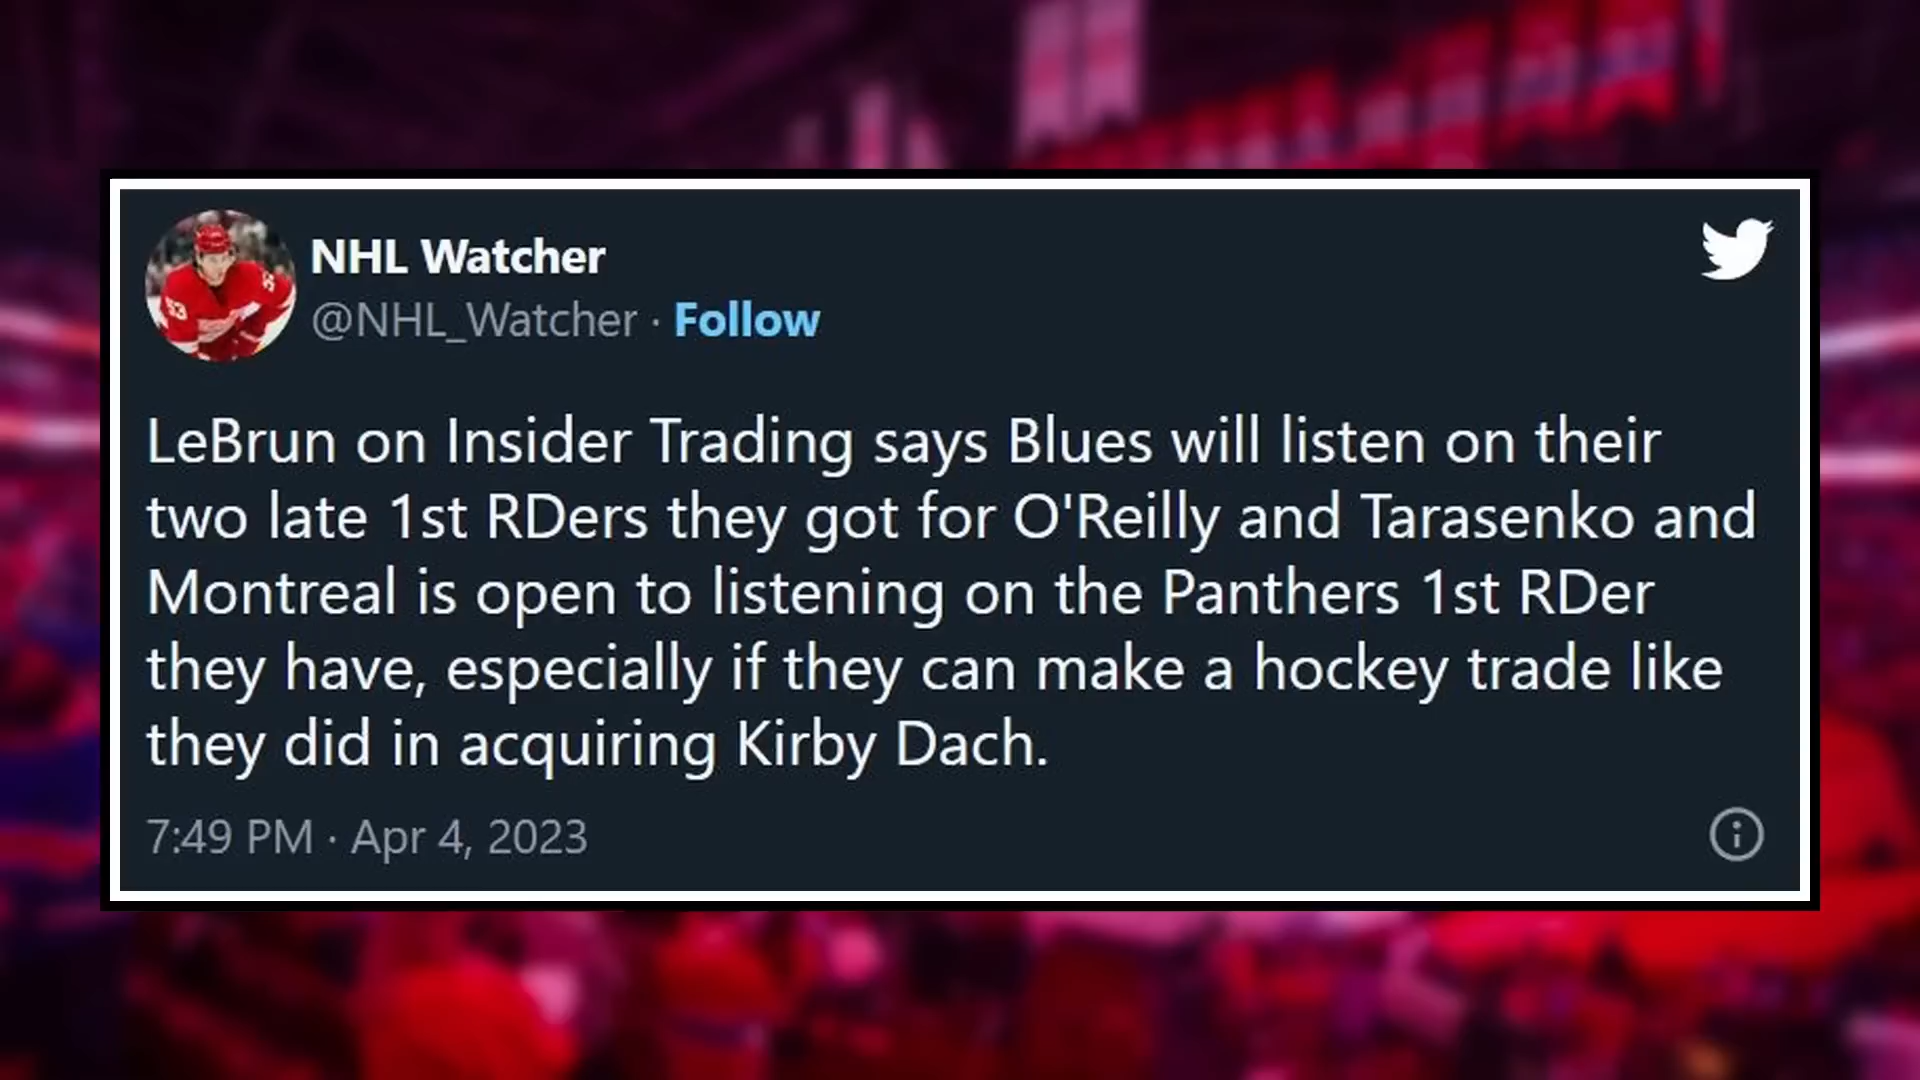 NHL Watcher
@NHL_Watcher · Follow
LeBrun on Insider Trading says Blues will listen on their
two late 1st RDers they got for O'Reilly and Tarasenko and
Montreal is open to listening on the Panthers 1st RDer
they have, especially if they can make a hockey trade like
they did in acquiring Kirby Dach.
7:49 PM · Apr 4, 2023